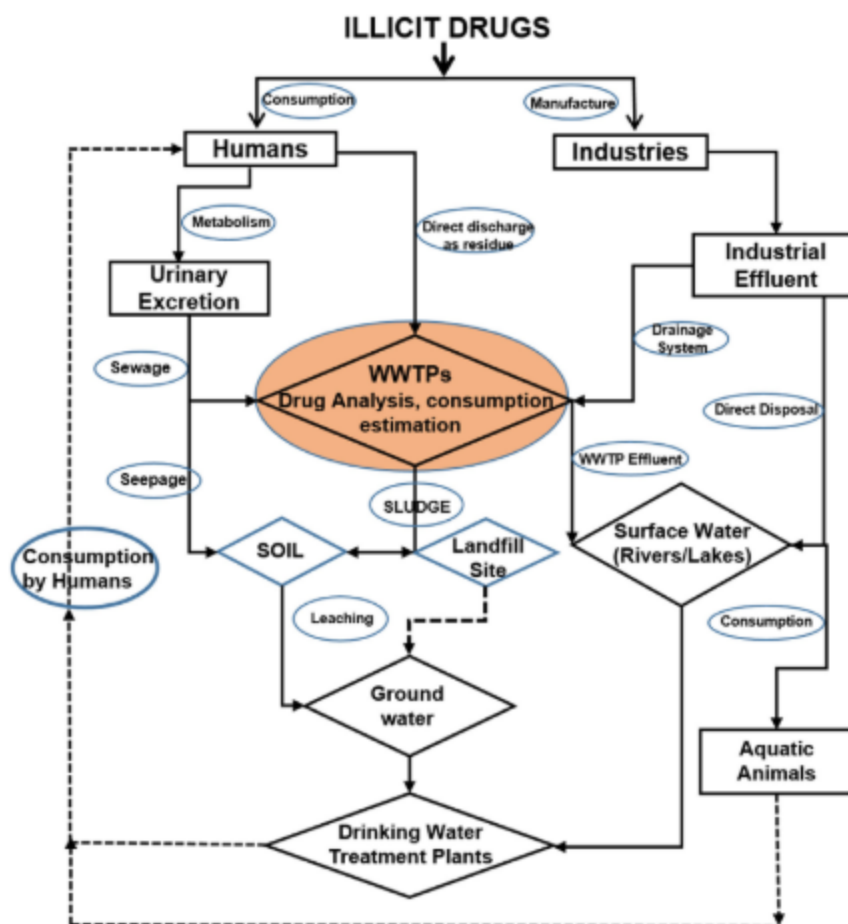 ILLICIT DRUGS
Consumption
Manufacture
Humans
Industries
Metabolism
Direct discharge
as residue
Urinary
Excretion
Industrial
Effluent
Drainage
System
Sewage
WWTPs
Drug Analysis, consumption
estimation
Direct Disposal
WWTP Effluent
Seepage
SLUDGE
SOIL
Landfill
Site
Surface Water
(Rivers/Lakes)
Consumption
by Humans
Leaching
Consumption
Ground
water
Aquatic
Animals
Drinking Water
Treatment Plants